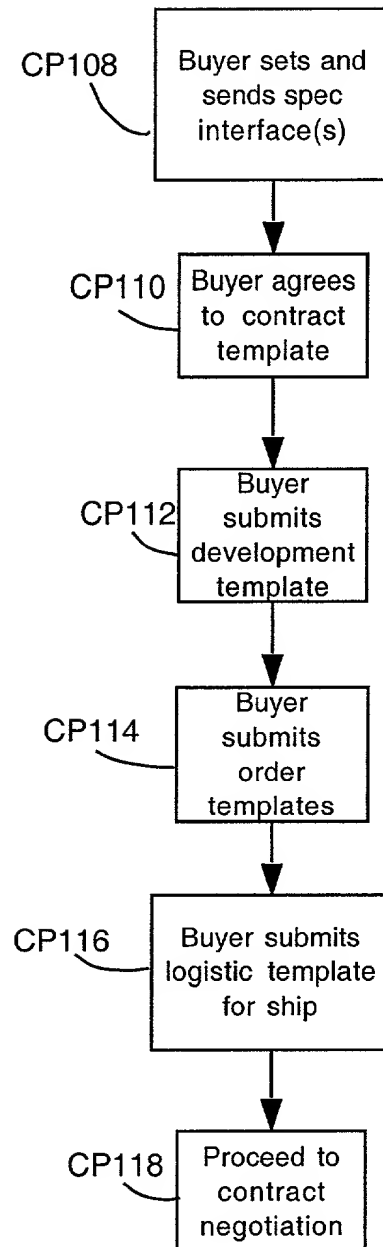 CP108
Buyer sets and
sends spec
interface(s)
CP110
Buyer agrees
to contract
template
CP112
Buyer
submits
development
template
CP114
Buyer
submits
order
templates
CP116
Buyer submits
logistic template
for ship
CP118
Proceed to
contract
negotiation